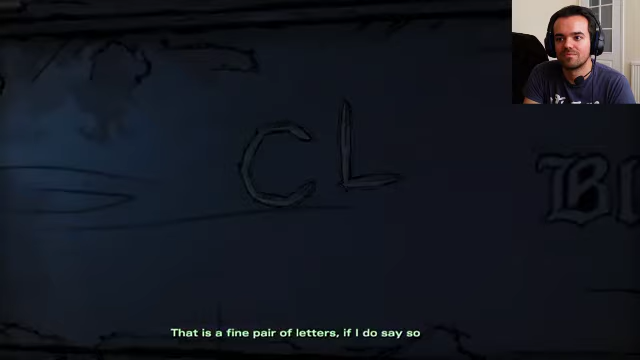 CL
That is a fine pair of letters, if I do say so